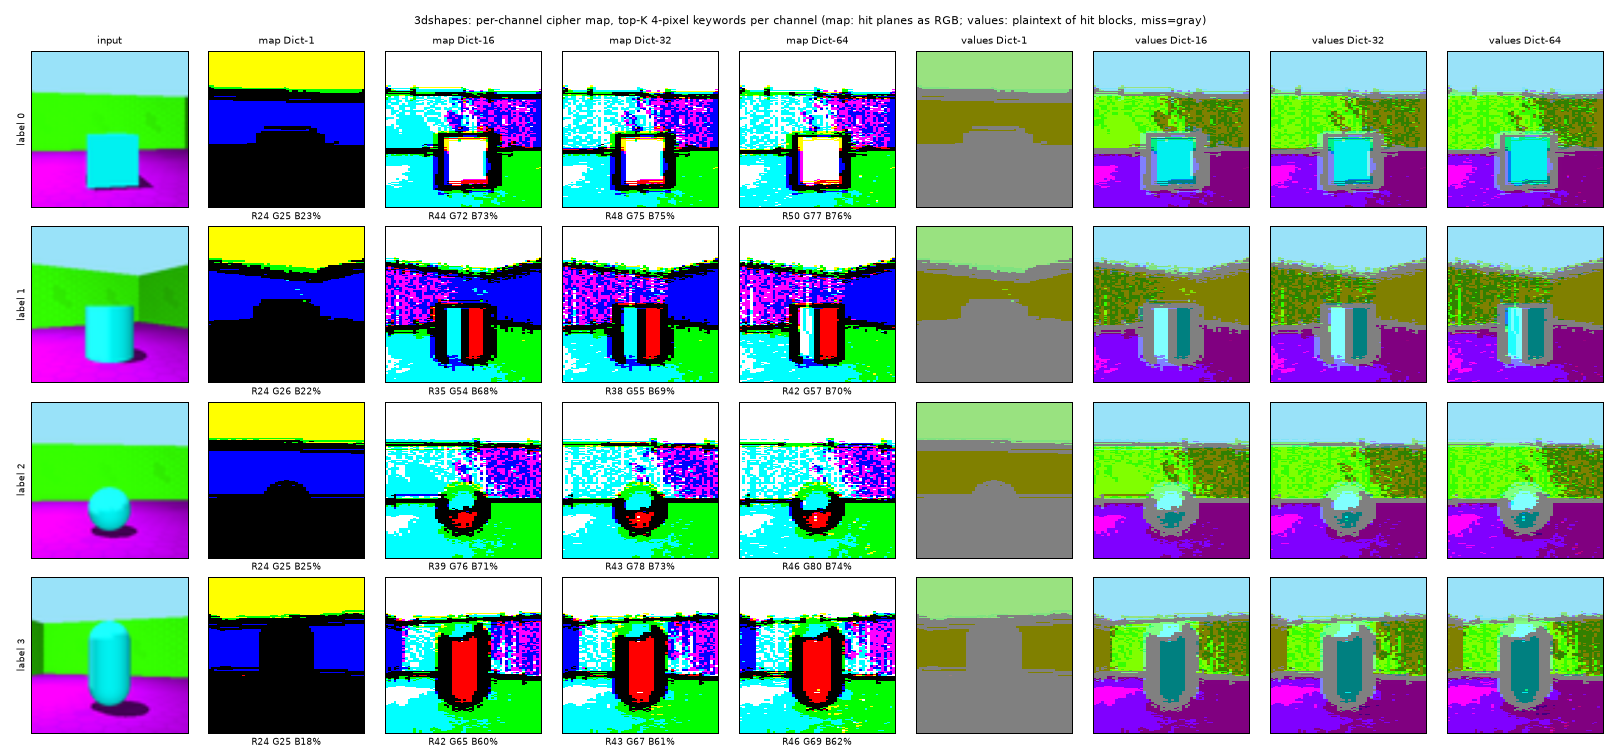 3dshapes: per-channel cipher map, top-K 4-pixel keywords per channel (map: hit planes as RGB; values: plaintext of hit blocks, miss=gray)
input map Dict-1 map Dict-16 map Dict-32 map Dict-64 values Dict-1 values Dict-16 values Dict-32 values Dict-64
label 0
R24 G25 B23% R44 G72 B73% R48 G75 B75% R50 G77 B76%
label 1
R24 G26 B22% R35 G54 B68% R38 G55 B69% R42 G57 B70%
label 2
R24 G25 B25% R39 G76 B71% R43 G78 B73% R46 G80 B74%
label 3
R24 G25 B18% R42 G65 B60% R43 G67 B61% R46 G69 B62%